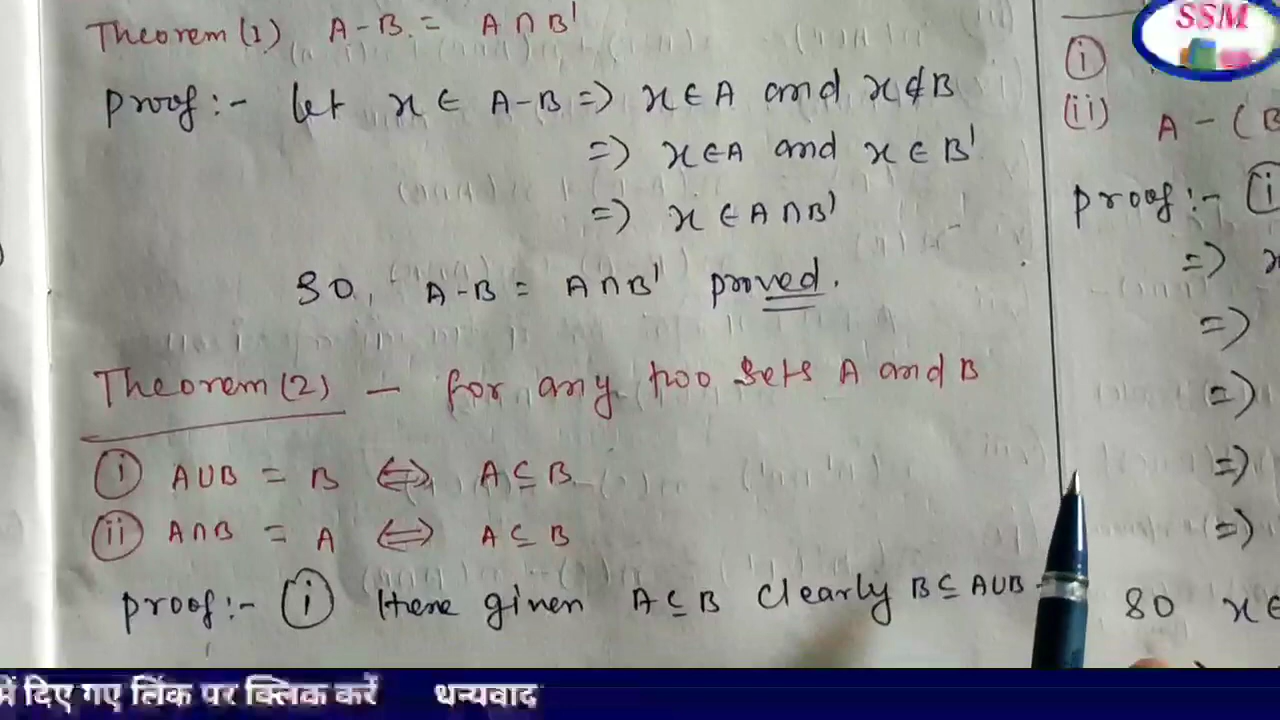 Theorem (1) A-B. = A∩B'
proof:- let x ∈ A-B => x∈A and x∉B
=> x∈A and x∈B'
=> x∈A∩B'
So, A-B = A∩B' proved.
Theorem (2) - for any two sets A and B
(i) A∪B = B <=> A⊆B
(ii) A∩B = A <=> A⊆B
proof:- (i) Here given A⊆B clearly B⊆A∪B
SSM
(i)
(ii) A - (B
proof:- (i
=> x
=>
=>
=>
=>
So x∈
में दिए गए लिंक पर क्लिक करें धन्यवाद